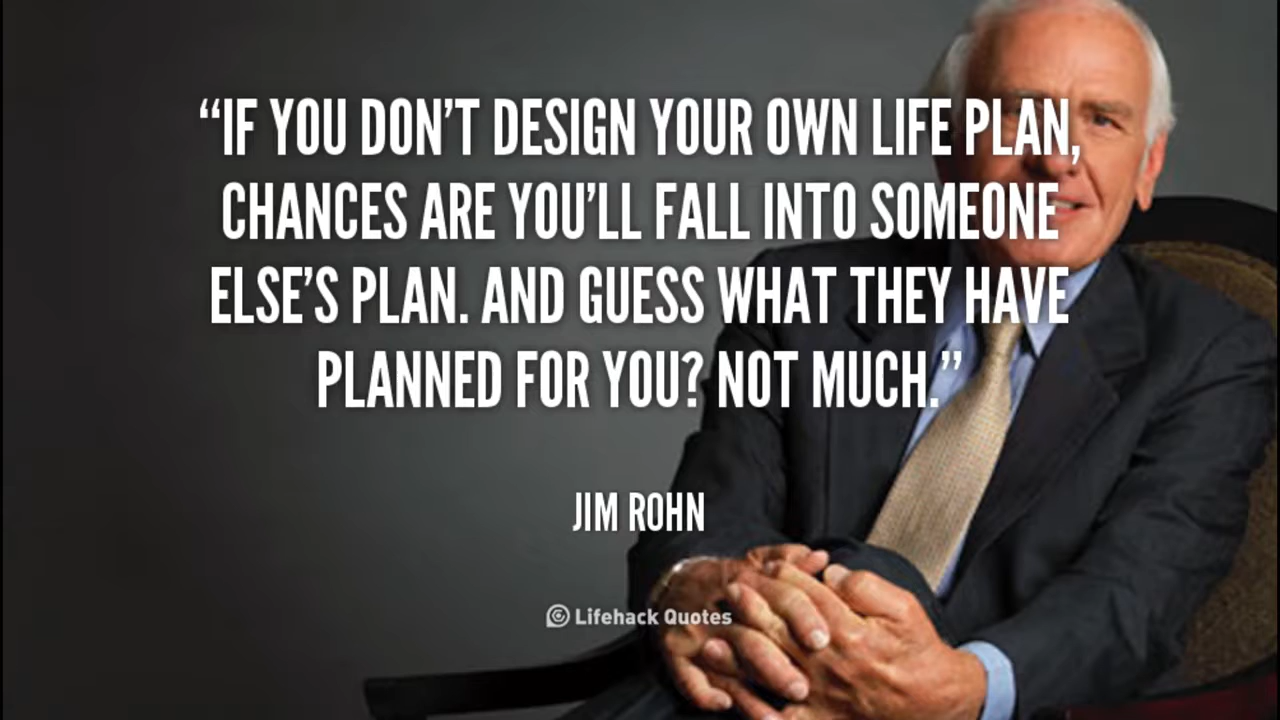 “IF YOU DON’T DESIGN YOUR OWN LIFE PLAN,
CHANCES ARE YOU’LL FALL INTO SOMEONE
ELSE’S PLAN. AND GUESS WHAT THEY HAVE
PLANNED FOR YOU? NOT MUCH.”
JIM ROHN
Lifehack Quotes